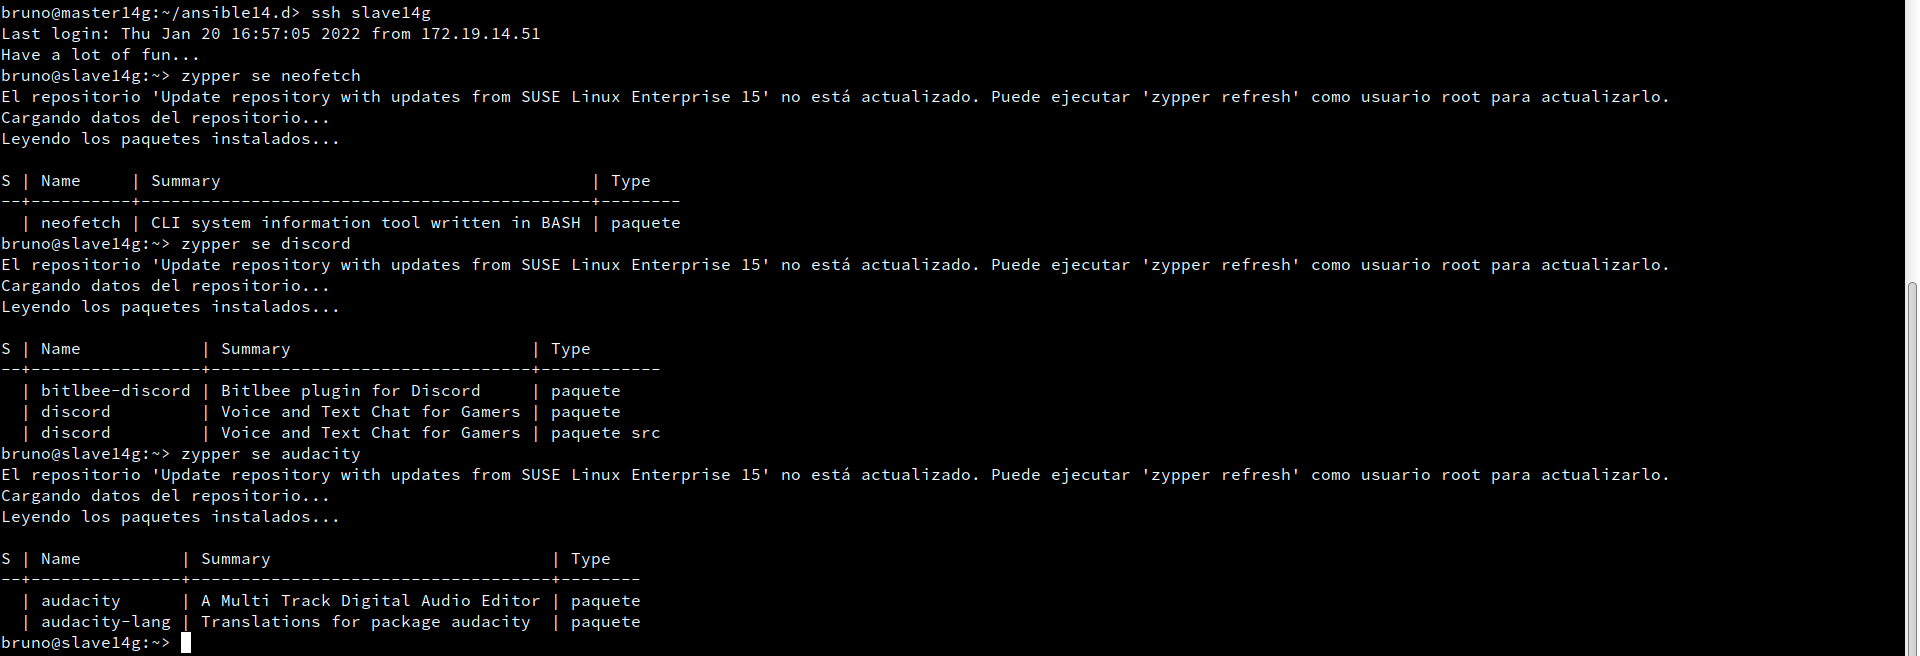 bruno@master14g:~/ansible14.d> ssh slave14g
Last login: Thu Jan 20 16:57:05 2022 from 172.19.14.51
Have a lot of fun...
bruno@slave14g:~> zypper se neofetch
El repositorio 'Update repository with updates from SUSE Linux Enterprise 15' no está actualizado. Puede ejecutar 'zypper refresh' como usuario root para actualizarlo.
Cargando datos del repositorio...
Leyendo los paquetes instalados...

S | Name     | Summary                                     | Type
--+----------+---------------------------------------------+--------
  | neofetch | CLI system information tool written in BASH | paquete
bruno@slave14g:~> zypper se discord
El repositorio 'Update repository with updates from SUSE Linux Enterprise 15' no está actualizado. Puede ejecutar 'zypper refresh' como usuario root para actualizarlo.
Cargando datos del repositorio...
Leyendo los paquetes instalados...

S | Name            | Summary                        | Type
--+-----------------+--------------------------------+------------
  | bitlbee-discord | Bitlbee plugin for Discord     | paquete
  | discord         | Voice and Text Chat for Gamers | paquete
  | discord         | Voice and Text Chat for Gamers | paquete src
bruno@slave14g:~> zypper se audacity
El repositorio 'Update repository with updates from SUSE Linux Enterprise 15' no está actualizado. Puede ejecutar 'zypper refresh' como usuario root para actualizarlo.
Cargando datos del repositorio...
Leyendo los paquetes instalados...

S | Name          | Summary                            | Type
--+---------------+------------------------------------+--------
  | audacity      | A Multi Track Digital Audio Editor | paquete
  | audacity-lang | Translations for package audacity  | paquete
bruno@slave14g:~>